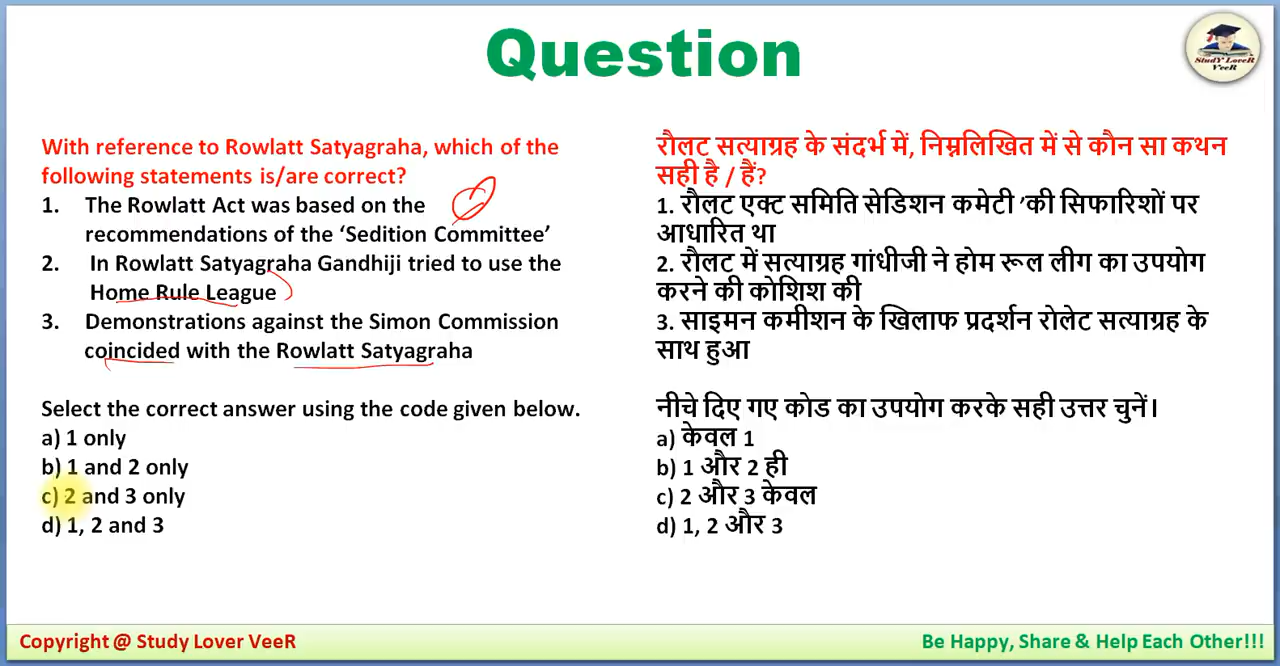 Question
StudY LoveR
VeeR
With reference to Rowlatt Satyagraha, which of the
following statements is/are correct?
1. The Rowlatt Act was based on the
recommendations of the ‘Sedition Committee’
2. In Rowlatt Satyagraha Gandhiji tried to use the
Home Rule League
3. Demonstrations against the Simon Commission
coincided with the Rowlatt Satyagraha
Select the correct answer using the code given below.
a) 1 only
b) 1 and 2 only
c) 2 and 3 only
d) 1, 2 and 3
रौलट सत्याग्रह के संदर्भ में, निम्नलिखित में से कौन सा कथन
सही है / हैं?
1. रौलट एक्ट समिति सेडिशन कमेटी ’की सिफारिशों पर
आधारित था
2. रौलट में सत्याग्रह गांधीजी ने होम रूल लीग का उपयोग
करने की कोशिश की
3. साइमन कमीशन के खिलाफ प्रदर्शन रोलेट सत्याग्रह के
साथ हुआ
नीचे दिए गए कोड का उपयोग करके सही उत्तर चुनें।
a) केवल 1
b) 1 और 2 ही
c) 2 और 3 केवल
d) 1, 2 और 3
Copyright @ Study Lover VeeR
Be Happy, Share & Help Each Other!!!